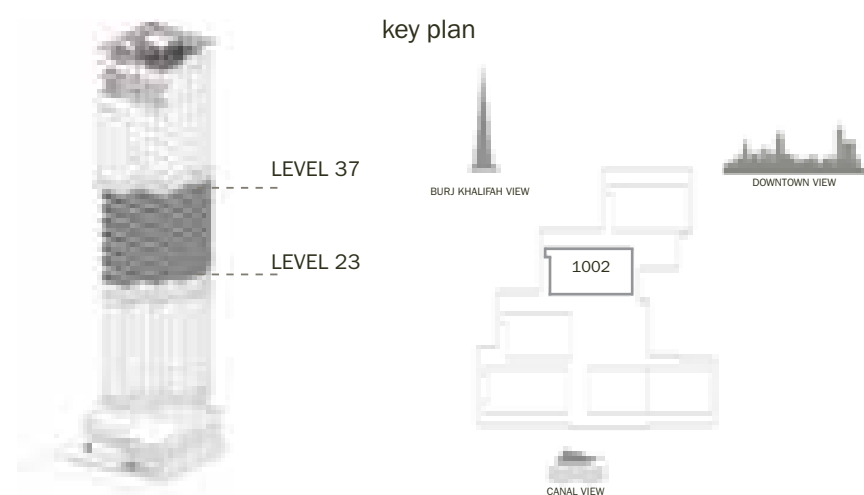 key plan
LEVEL 37
LEVEL 23
BURJ KHALIFAH VIEW
DOWNTOWN VIEW
1002
CANAL VIEW